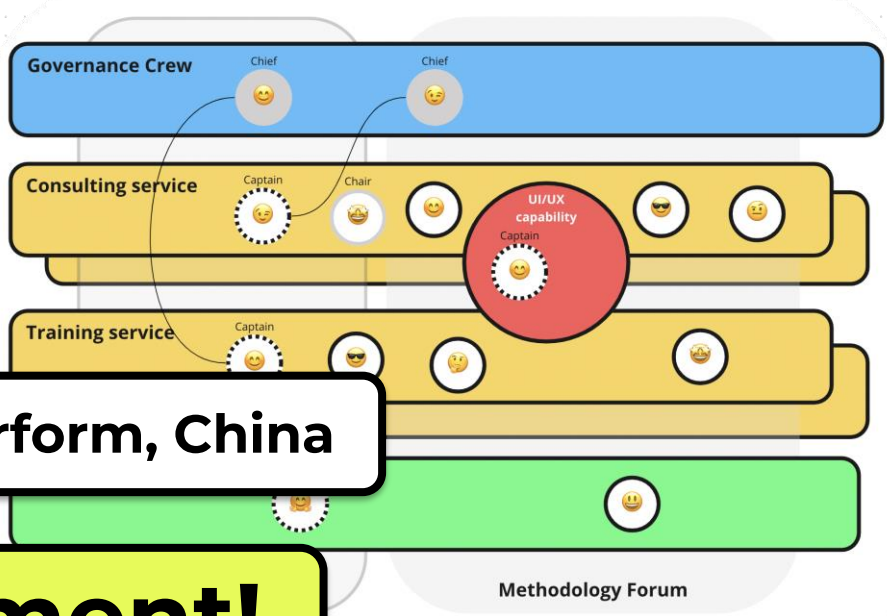 Governance Crew
Chief
Chief
Consulting service
Captain
Chair
UI/UX
capability
Captain
Training service
Captain
rform, China
ment!
Methodology Forum